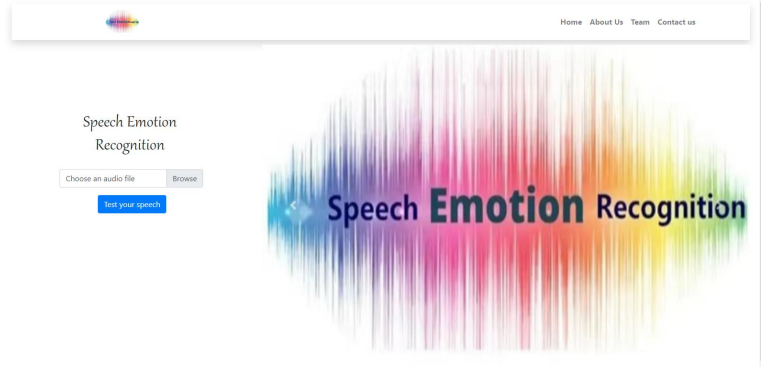 Home About Us Team Contact us
Speech Emotion
Recognition
Choose an audio file Browse
Test your speech
Speech Emotion Recognition